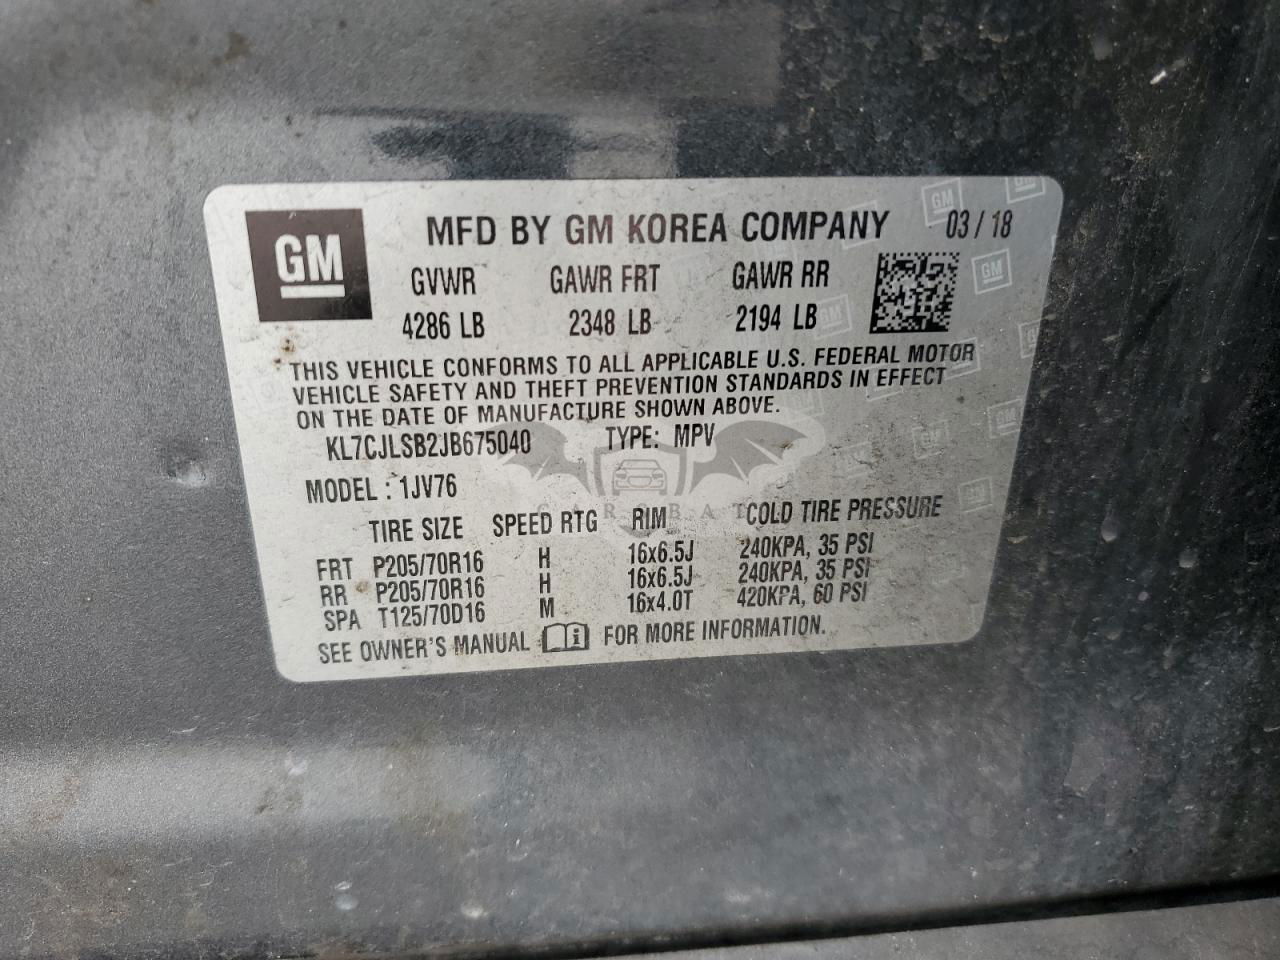 GM MFD BY GM KOREA COMPANY 03 / 18
GVWR GAWR FRT GAWR RR
4286 LB 2348 LB 2194 LB
THIS VEHICLE CONFORMS TO ALL APPLICABLE U.S. FEDERAL MOTOR
VEHICLE SAFETY AND THEFT PREVENTION STANDARDS IN EFFECT
ON THE DATE OF MANUFACTURE SHOWN ABOVE.
KL7CJLSB2JB675040 TYPE: MPV
MODEL : 1JV76
CAR BAT
TIRE SIZE SPEED RTG RIM COLD TIRE PRESSURE
FRT P205/70R16 H 16x6.5J 240KPA, 35 PSI
RR P205/70R16 H 16x6.5J 240KPA, 35 PSI
SPA T125/70D16 M 16x4.0T 420KPA, 60 PSI
SEE OWNER'S MANUAL FOR MORE INFORMATION.